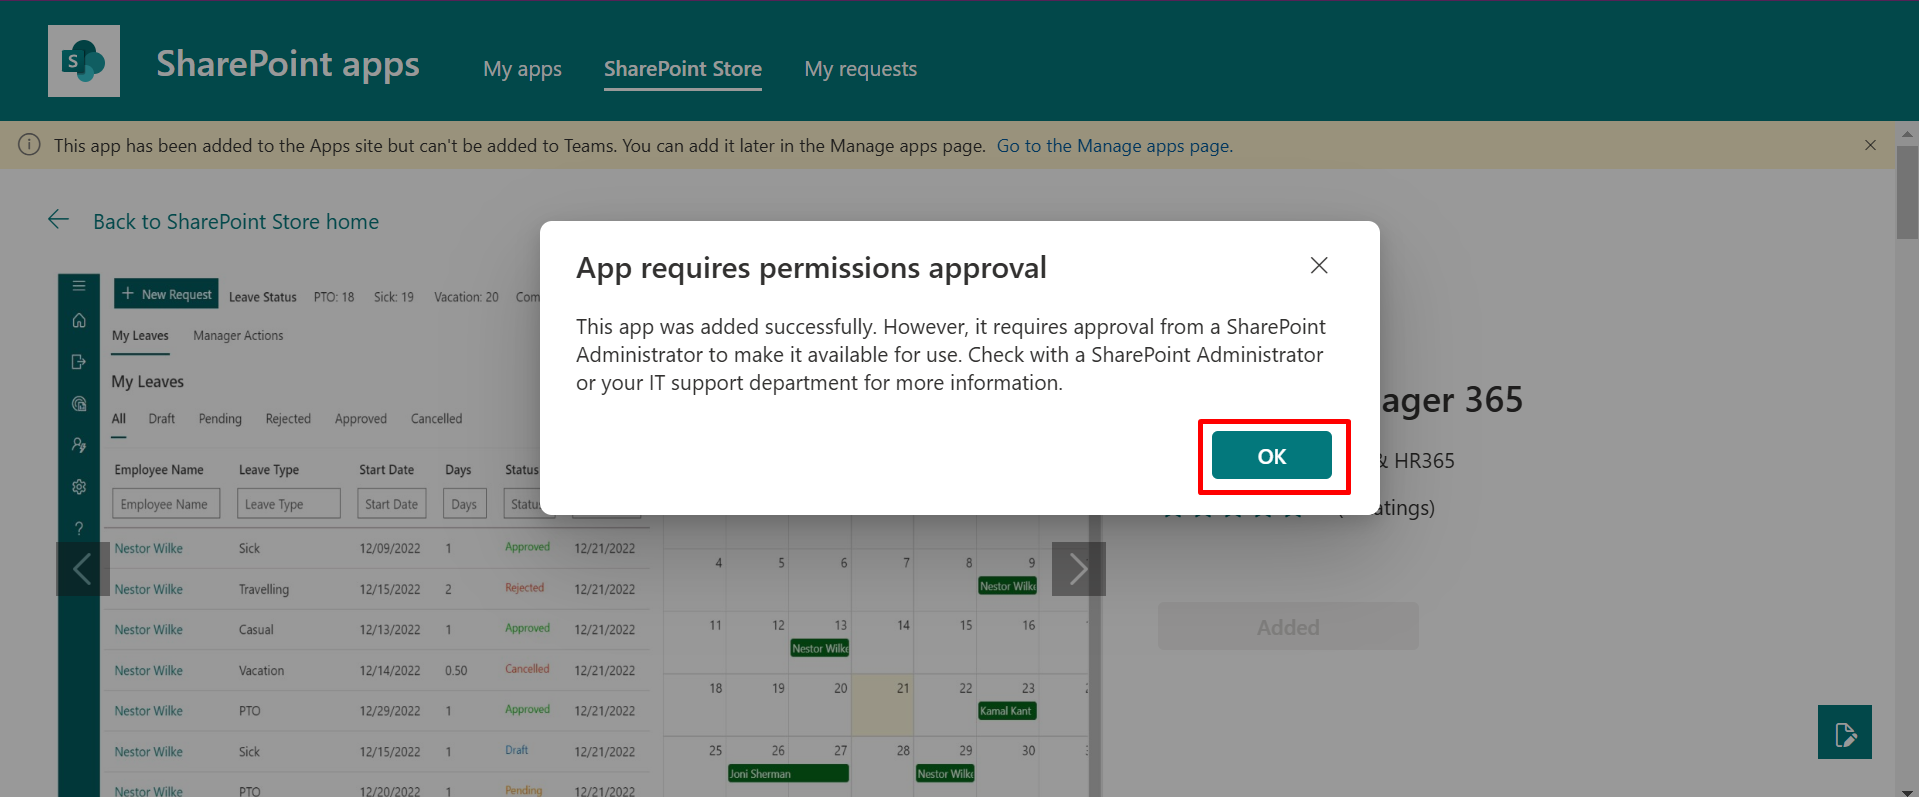 S
SharePoint apps
My apps
SharePoint Store
My requests
This app has been added to the Apps site but can't be added to Teams. You can add it later in the Manage apps page. Go to the Manage apps page.
Back to SharePoint Store home
App requires permissions approval
This app was added successfully. However, it requires approval from a SharePoint
Administrator to make it available for use. Check with a SharePoint Administrator
or your IT support department for more information.
OK
New Request Leave Status PTO: 18 Sick: 19 Vacation: 20 Com
My Leaves Manager Actions
My Leaves
All Draft Pending Rejected Approved Cancelled
Employee Name Leave Type Start Date Days Status
Employee Name Leave Type Start Date Days Statu
Nestor Wilke Sick 12/09/2022 1 Approved 12/21/2022
Nestor Wilke Travelling 12/15/2022 2 Rejected 12/21/2022
Nestor Wilke Casual 12/13/2022 1 Approved 12/21/2022
Nestor Wilke Vacation 12/14/2022 0.50 Cancelled 12/21/2022
Nestor Wilke PTO 12/29/2022 1 Approved 12/21/2022
Nestor Wilke Sick 12/15/2022 1 Draft 12/21/2022
Nestor Wilke PTO 12/20/2022 1 Pending 12/21/2022
4 5 6 7 8 9
Nestor Wilke
11 12 13 14 15 16
Nestor Wilke
18 19 20 21 22 23
Kamal Kant
25 26 27 28 29 30
Joni Sherman Nestor Wilke
ager 365
& HR365
atings)
Added